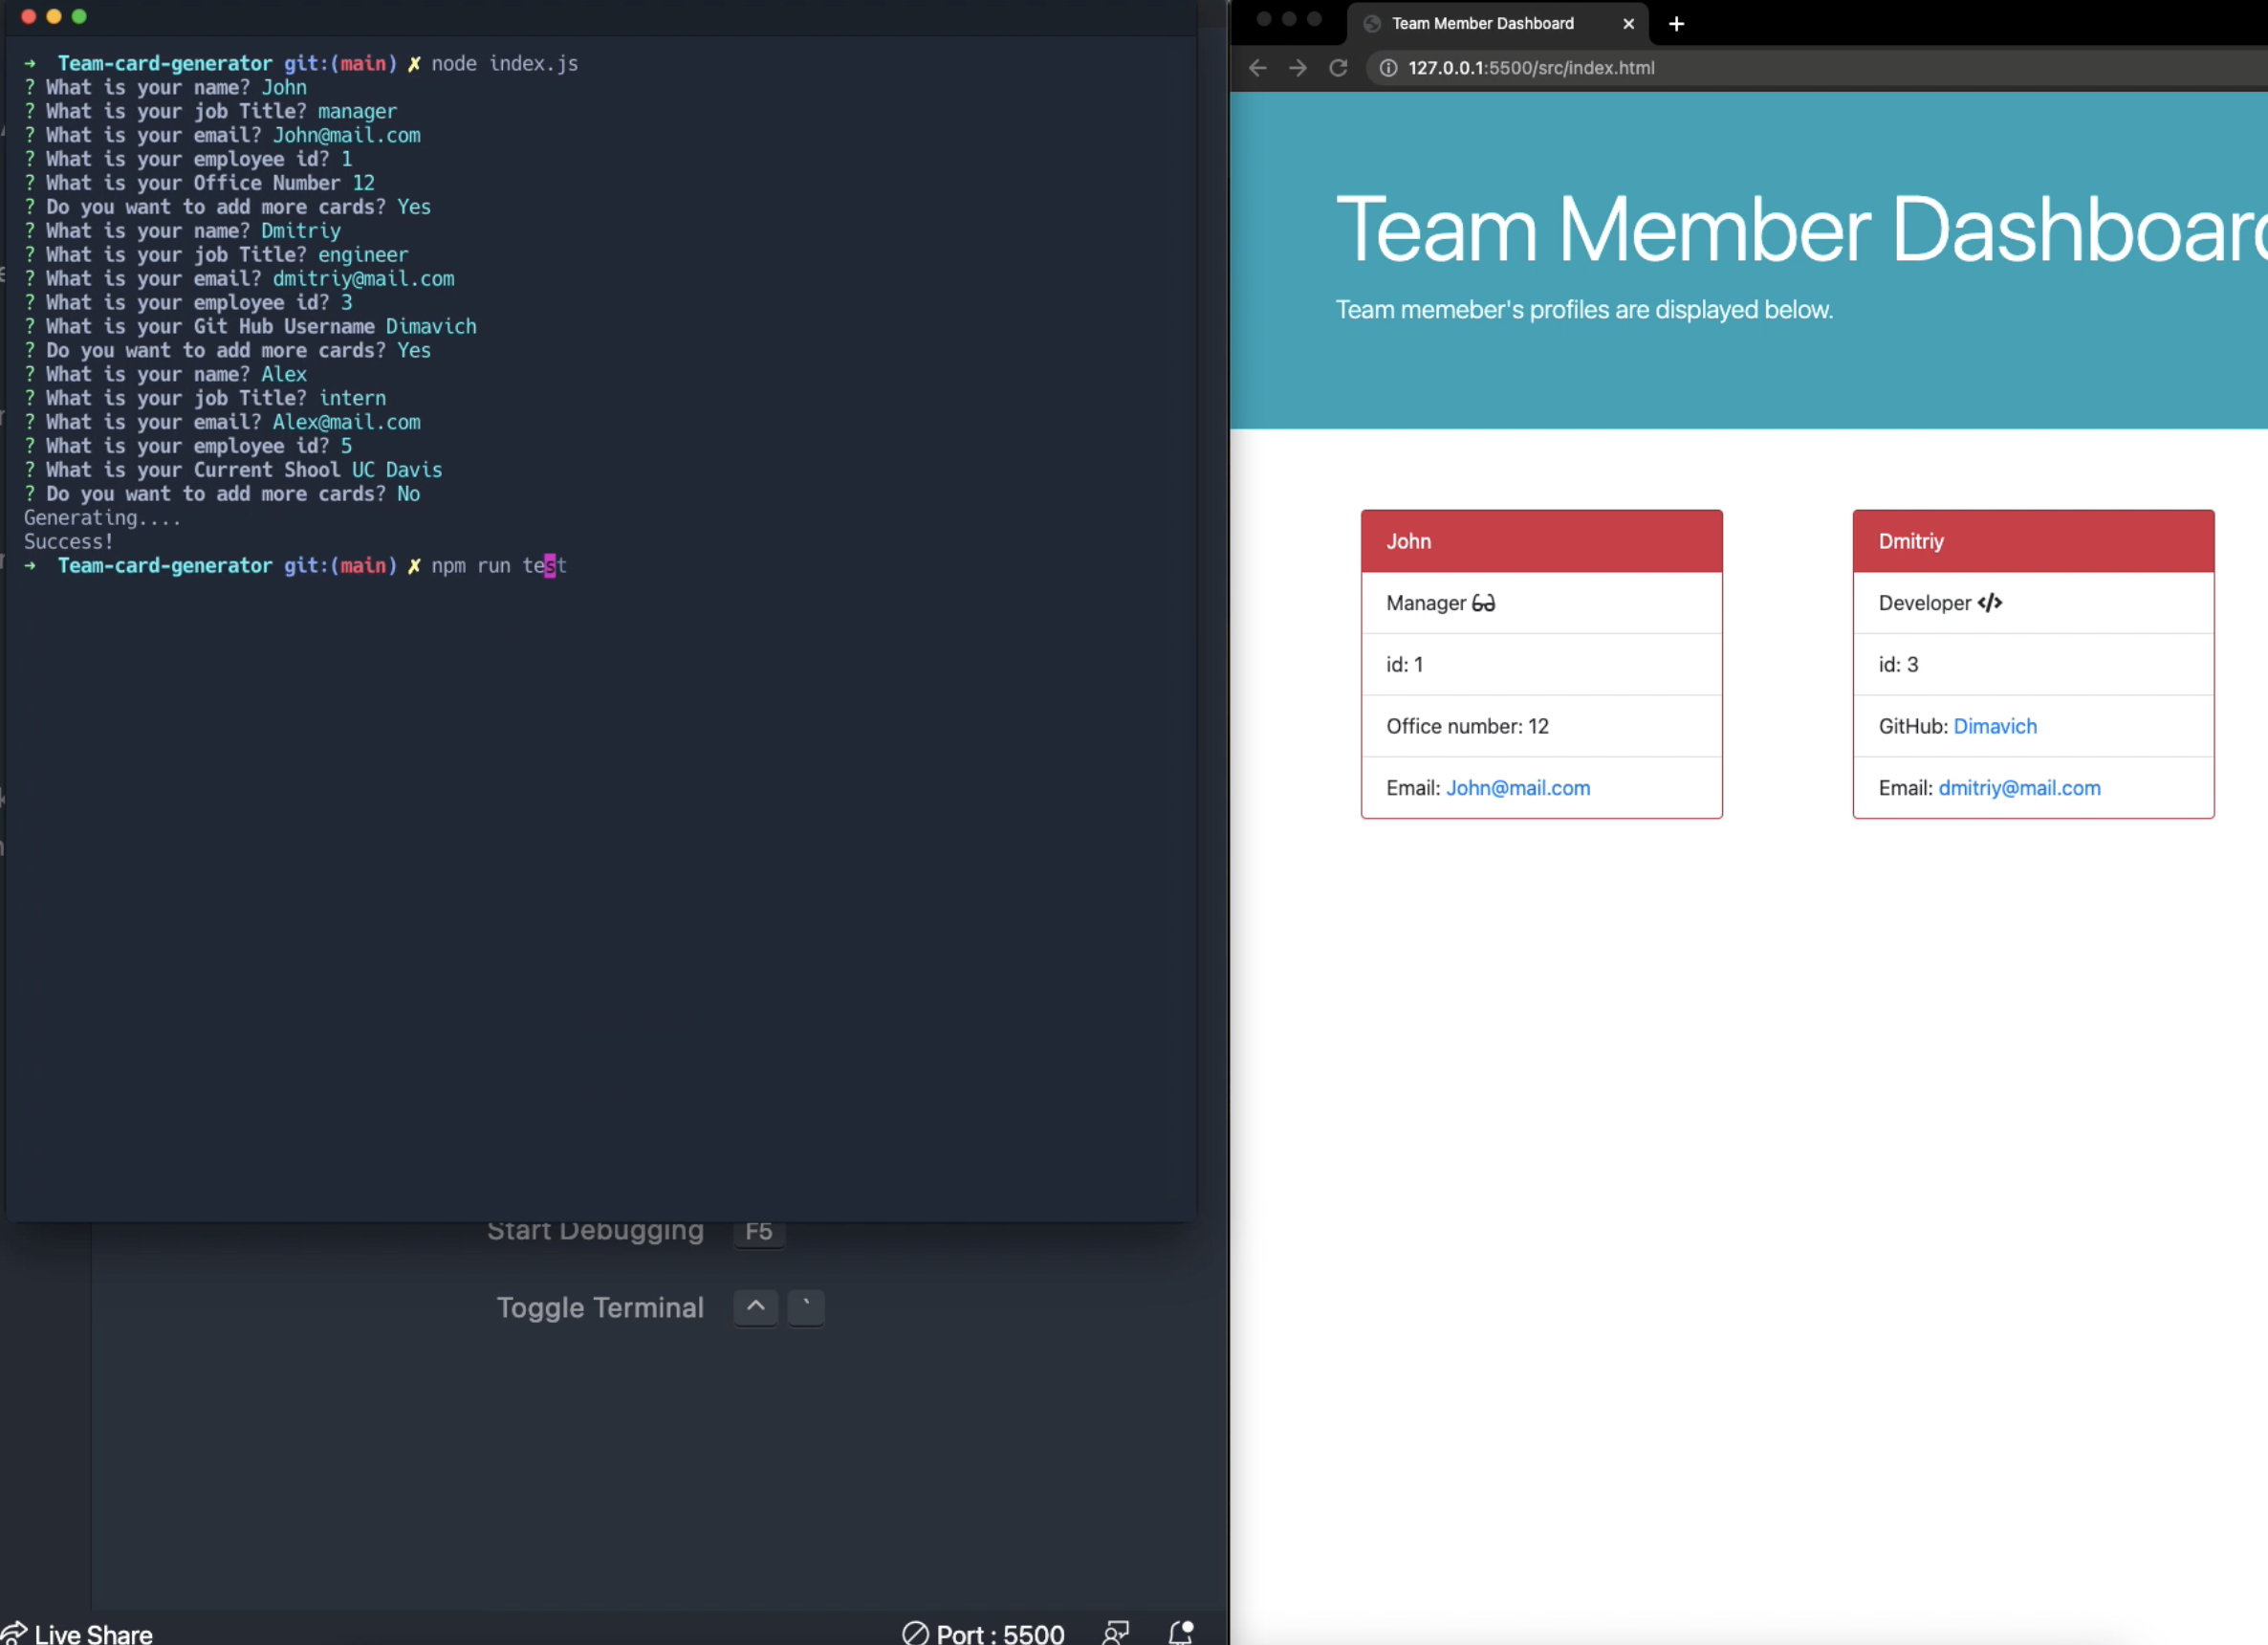 ➜ Team-card-generator git:(main) ✗ node index.js
? What is your name? John
? What is your job Title? manager
? What is your email? John@mail.com
? What is your employee id? 1
? What is your Office Number 12
? Do you want to add more cards? Yes
? What is your name? Dmitriy
? What is your job Title? engineer
? What is your email? dmitriy@mail.com
? What is your employee id? 3
? What is your Git Hub Username Dimavich
? Do you want to add more cards? Yes
? What is your name? Alex
? What is your job Title? intern
? What is your email? Alex@mail.com
? What is your employee id? 5
? What is your Current Shool UC Davis
? Do you want to add more cards? No
Generating....
Success!
➜ Team-card-generator git:(main) ✗ npm run test
Start Debugging F5
Toggle Terminal ^ `
Live Share
Port : 5500
Team Member Dashboard
127.0.0.1:5500/src/index.html
Team Member Dashboard
Team memeber's profiles are displayed below.
John
Manager
id: 1
Office number: 12
Email: John@mail.com
Dmitriy
Developer </>
id: 3
GitHub: Dimavich
Email: dmitriy@mail.com